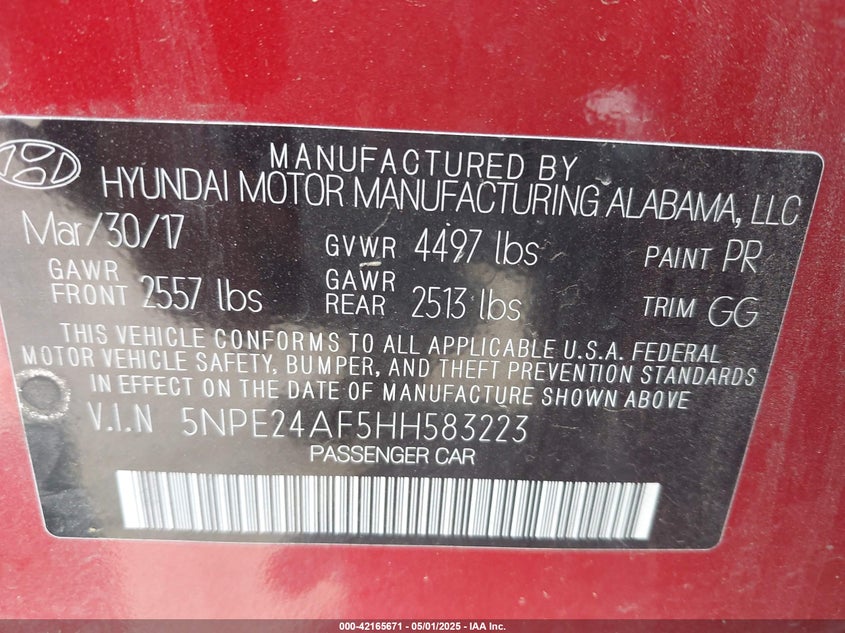 MANUFACTURED BY
HYUNDAI MOTOR MANUFACTURING ALABAMA, LLC
Mar/30/17 GVWR 4497 lbs PAINT PR
GAWR FRONT 2557 lbs GAWR REAR 2513 lbs TRIM GG
THIS VEHICLE CONFORMS TO ALL APPLICABLE U.S.A. FEDERAL
MOTOR VEHICLE SAFETY, BUMPER, AND THEFT PREVENTION STANDARDS
IN EFFECT ON THE DATE OF MANUFACTURE SHOWN ABOVE
V.I.N 5NPE24AF5HH583223
PASSENGER CAR
000-42165671 - 05/01/2025 - IAA Inc.